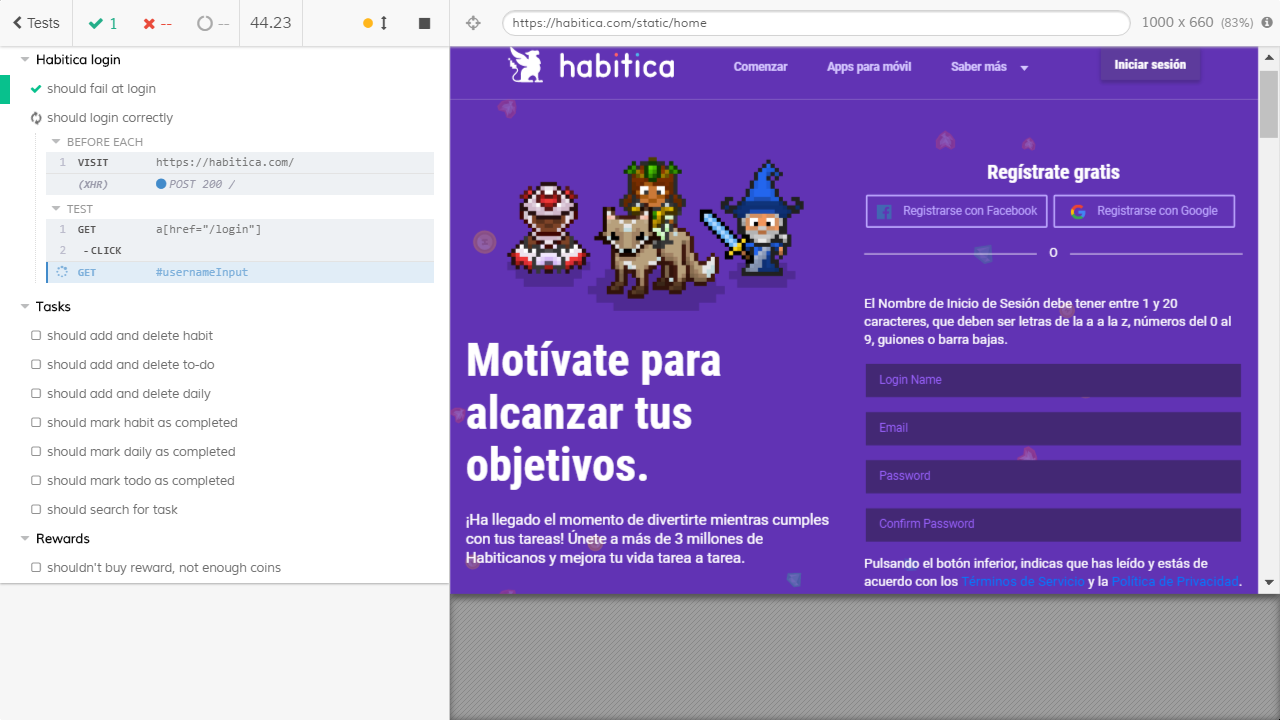 Tests
1
--
--
44.23
https://habitica.com/static/home
1000 x 660 (83%)
Habitica login
should fail at login
should login correctly
BEFORE EACH
1 VISIT https://habitica.com/
(XHR) POST 200 /
TEST
1 GET a[href="/login"]
2 -CLICK
GET #usernameInput
Tasks
should add and delete habit
should add and delete to-do
should add and delete daily
should mark habit as completed
should mark daily as completed
should mark todo as completed
should search for task
Rewards
shouldn't buy reward, not enough coins
habitica
Comenzar
Apps para móvil
Saber más
Iniciar sesión
Motívate para
alcanzar tus
objetivos.
¡Ha llegado el momento de divertirte mientras cumples
con tus tareas! Únete a más de 3 millones de
Habiticanos y mejora tu vida tarea a tarea.
Regístrate gratis
Registrarse con Facebook
Registrarse con Google
O
El Nombre de Inicio de Sesión debe tener entre 1 y 20
caracteres, que deben ser letras de la a a la z, números del 0 al
9, guiones o barra bajas.
Login Name
Email
Password
Confirm Password
Pulsando el botón inferior, indicas que has leído y estás de
acuerdo con los Términos de Servicio y la Política de Privacidad.